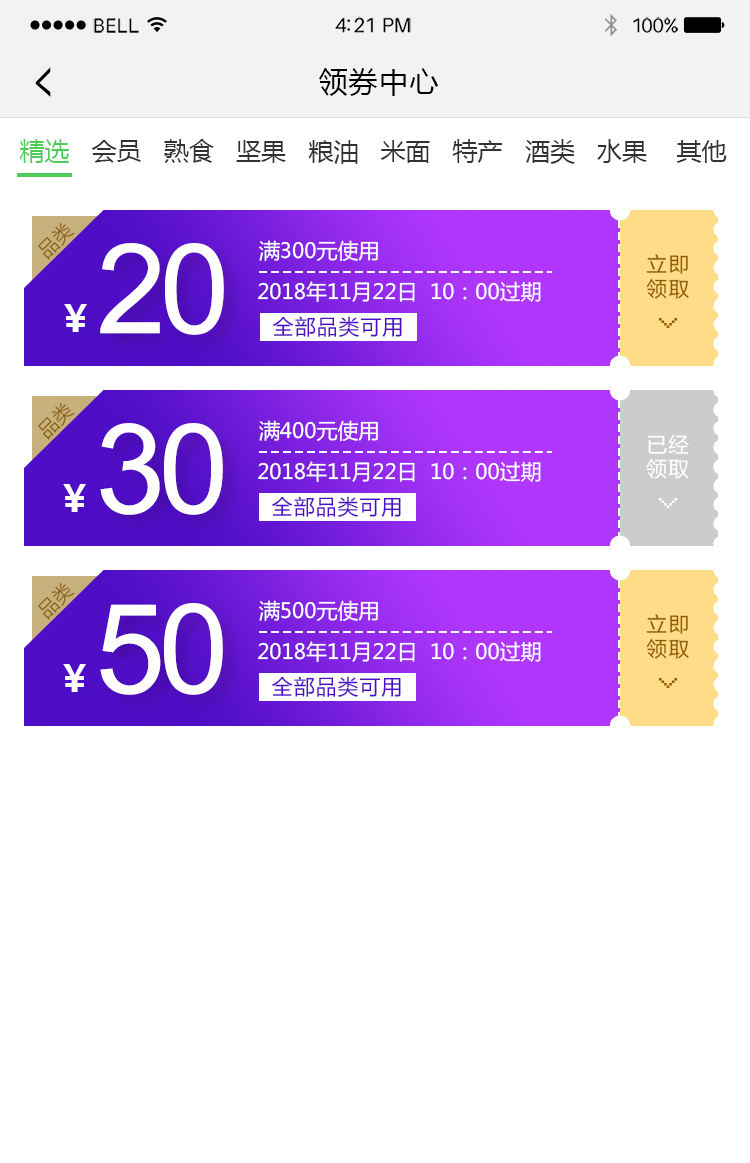 ●●●●● BELL 4:21 PM 100%
领券中心
精选 会员 熟食 坚果 粮油 米面 特产 酒类 水果 其他
品类
¥20
满300元使用
2018年11月22日 10：00过期
全部品类可用
立即
领取
品类
¥30
满400元使用
2018年11月22日 10：00过期
全部品类可用
已经
领取
品类
¥50
满500元使用
2018年11月22日 10：00过期
全部品类可用
立即
领取